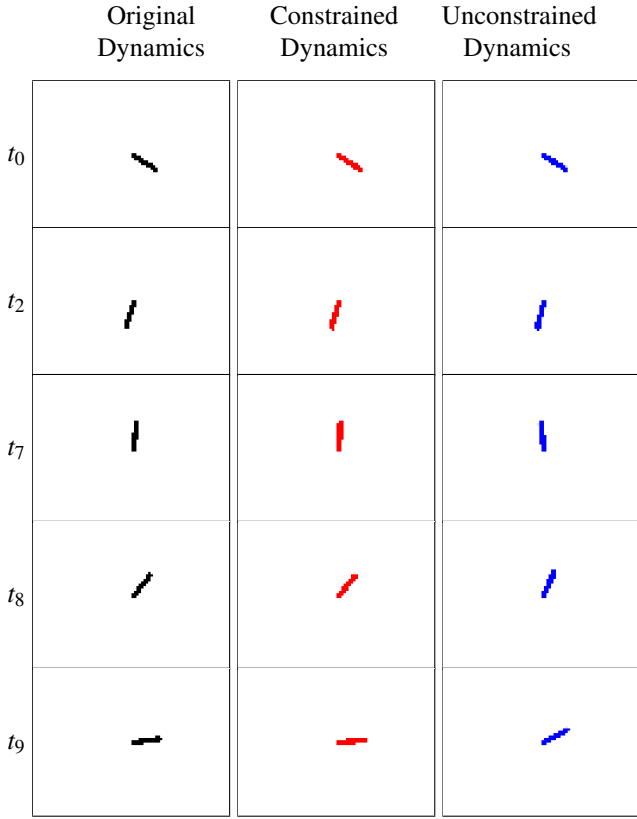 Original Dynamics
Constrained Dynamics
Unconstrained Dynamics
t0
t2
t7
t8
t9